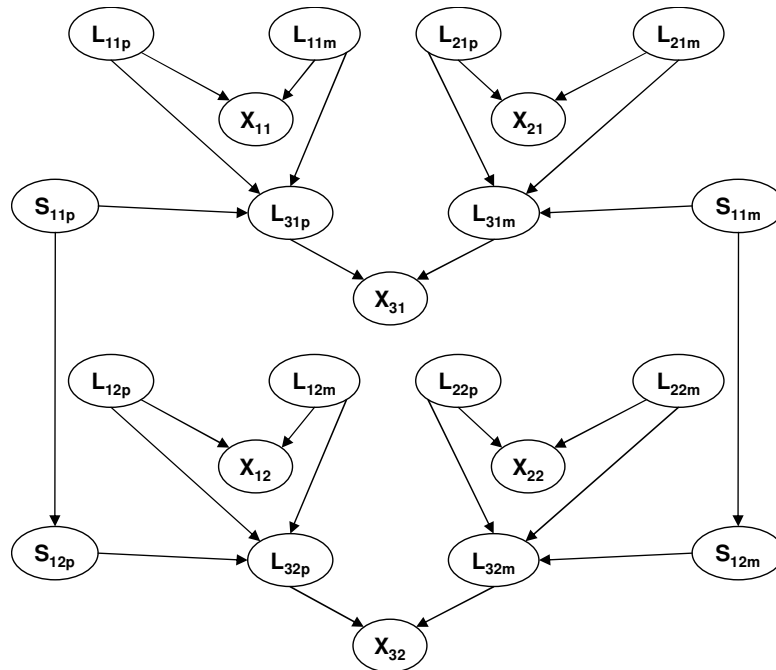 L11p L11m L21p L21m
X11 X21
S11p L31p L31m S11m
X31
L12p L12m L22p L22m
X12 X22
S12p L32p L32m S12m
X32